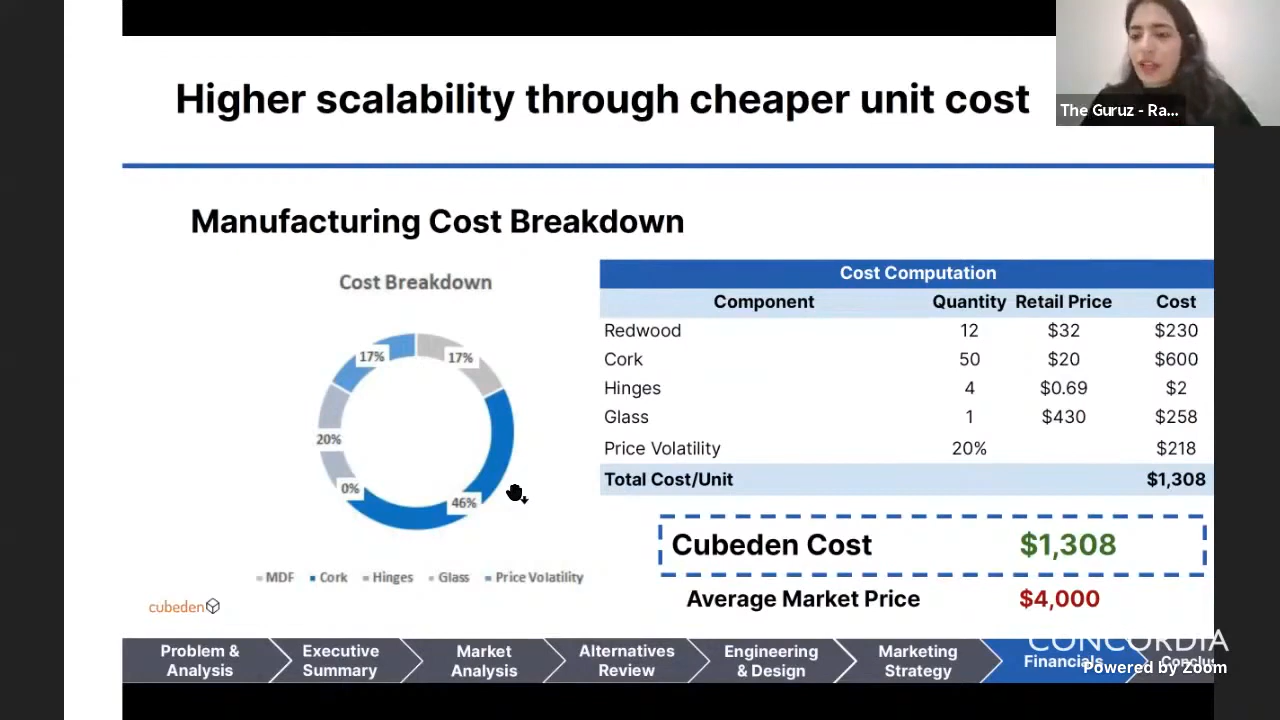 Higher scalability through cheaper unit cost
The Guruz - Ra...
Manufacturing Cost Breakdown
Cost Breakdown
17%
17%
20%
0%
46%
MDF Cork Hinges Glass Price Volatility
Cost Computation
Component Quantity Retail Price Cost
Redwood 12 $32 $230
Cork 50 $20 $600
Hinges 4 $0.69 $2
Glass 1 $430 $258
Price Volatility 20% $218
Total Cost/Unit $1,308
Cubeden Cost $1,308
Average Market Price $4,000
cubeden
Problem &
Analysis
Executive
Summary
Market
Analysis
Alternatives
Review
Engineering
& Design
Marketing
Strategy
Financials
CONCORDIA
Powered by Zoom